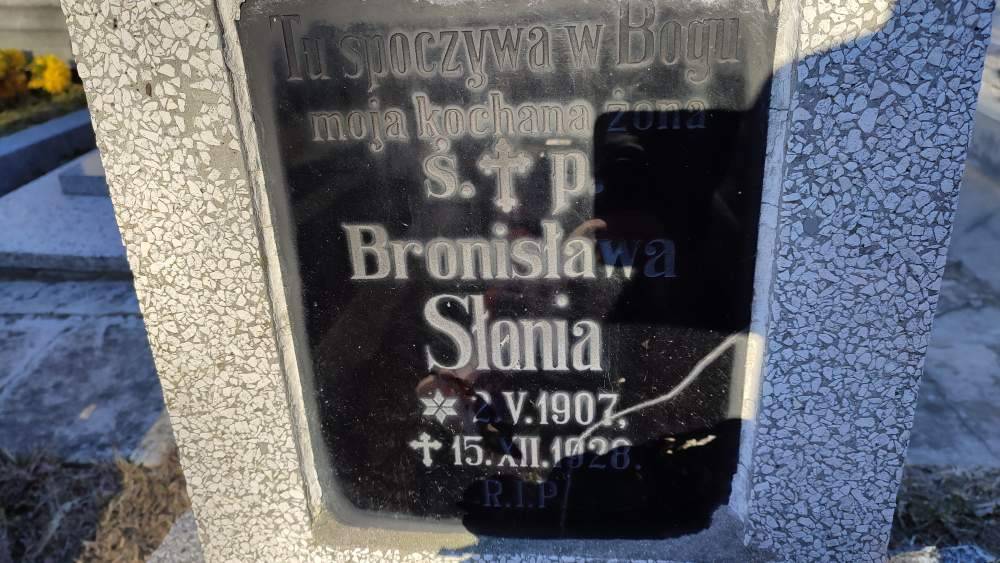 Tu spoczywa w Bogu
moja kochana żona
ś. ✝ p.
Bronisława
Słonia
* 2.V.1907,
✝ 15.XII.1928.
R.I.P